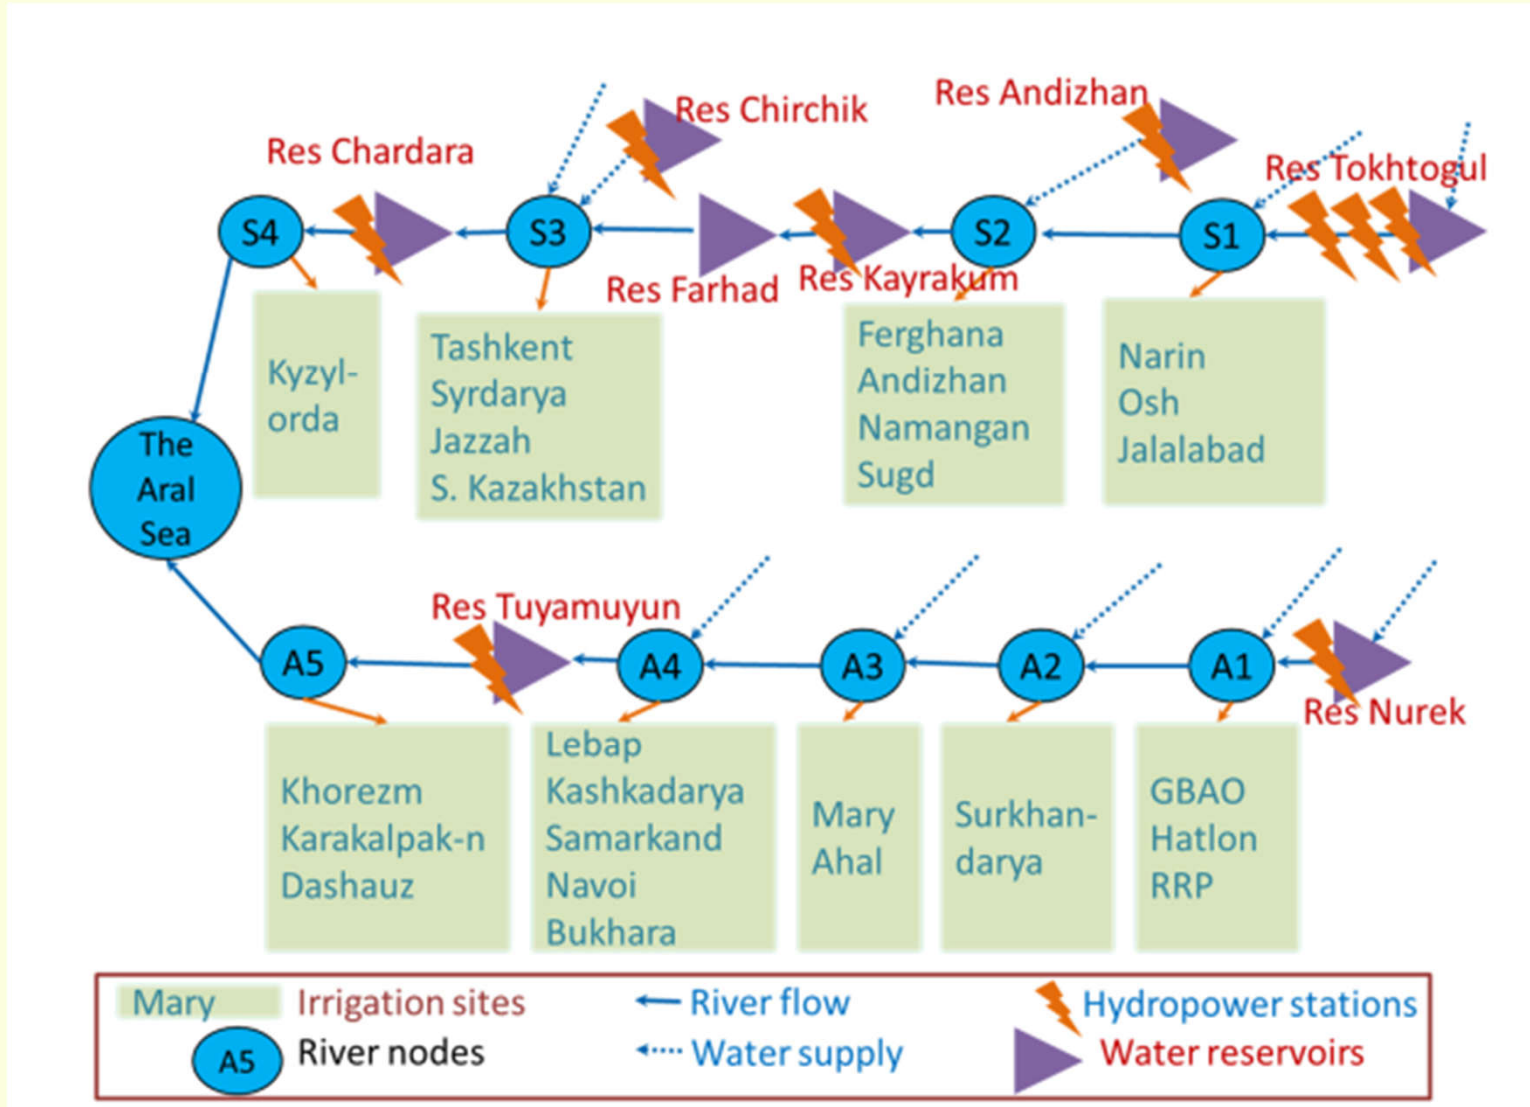 Res Chirchik
Res Andizhan
Res Chardara
Res Tokhtogul
S4
S3
S2
S1
Res Farhad
Res Kayrakum
Kyzyl-
orda
Tashkent
Syrdarya
Jazzah
S. Kazakhstan
Ferghana
Andizhan
Namangan
Sugd
Narin
Osh
Jalalabad
The
Aral
Sea
Res Tuyamuyun
A5
A4
A3
A2
A1
Res Nurek
Khorezm
Karakalpak-n
Dashauz
Lebap
Kashkadarya
Samarkand
Navoi
Bukhara
Mary
Ahal
Surkhan-
darya
GBAO
Hatlon
RRP
Mary
Irrigation sites
River flow
Hydropower stations
A5
River nodes
Water supply
Water reservoirs